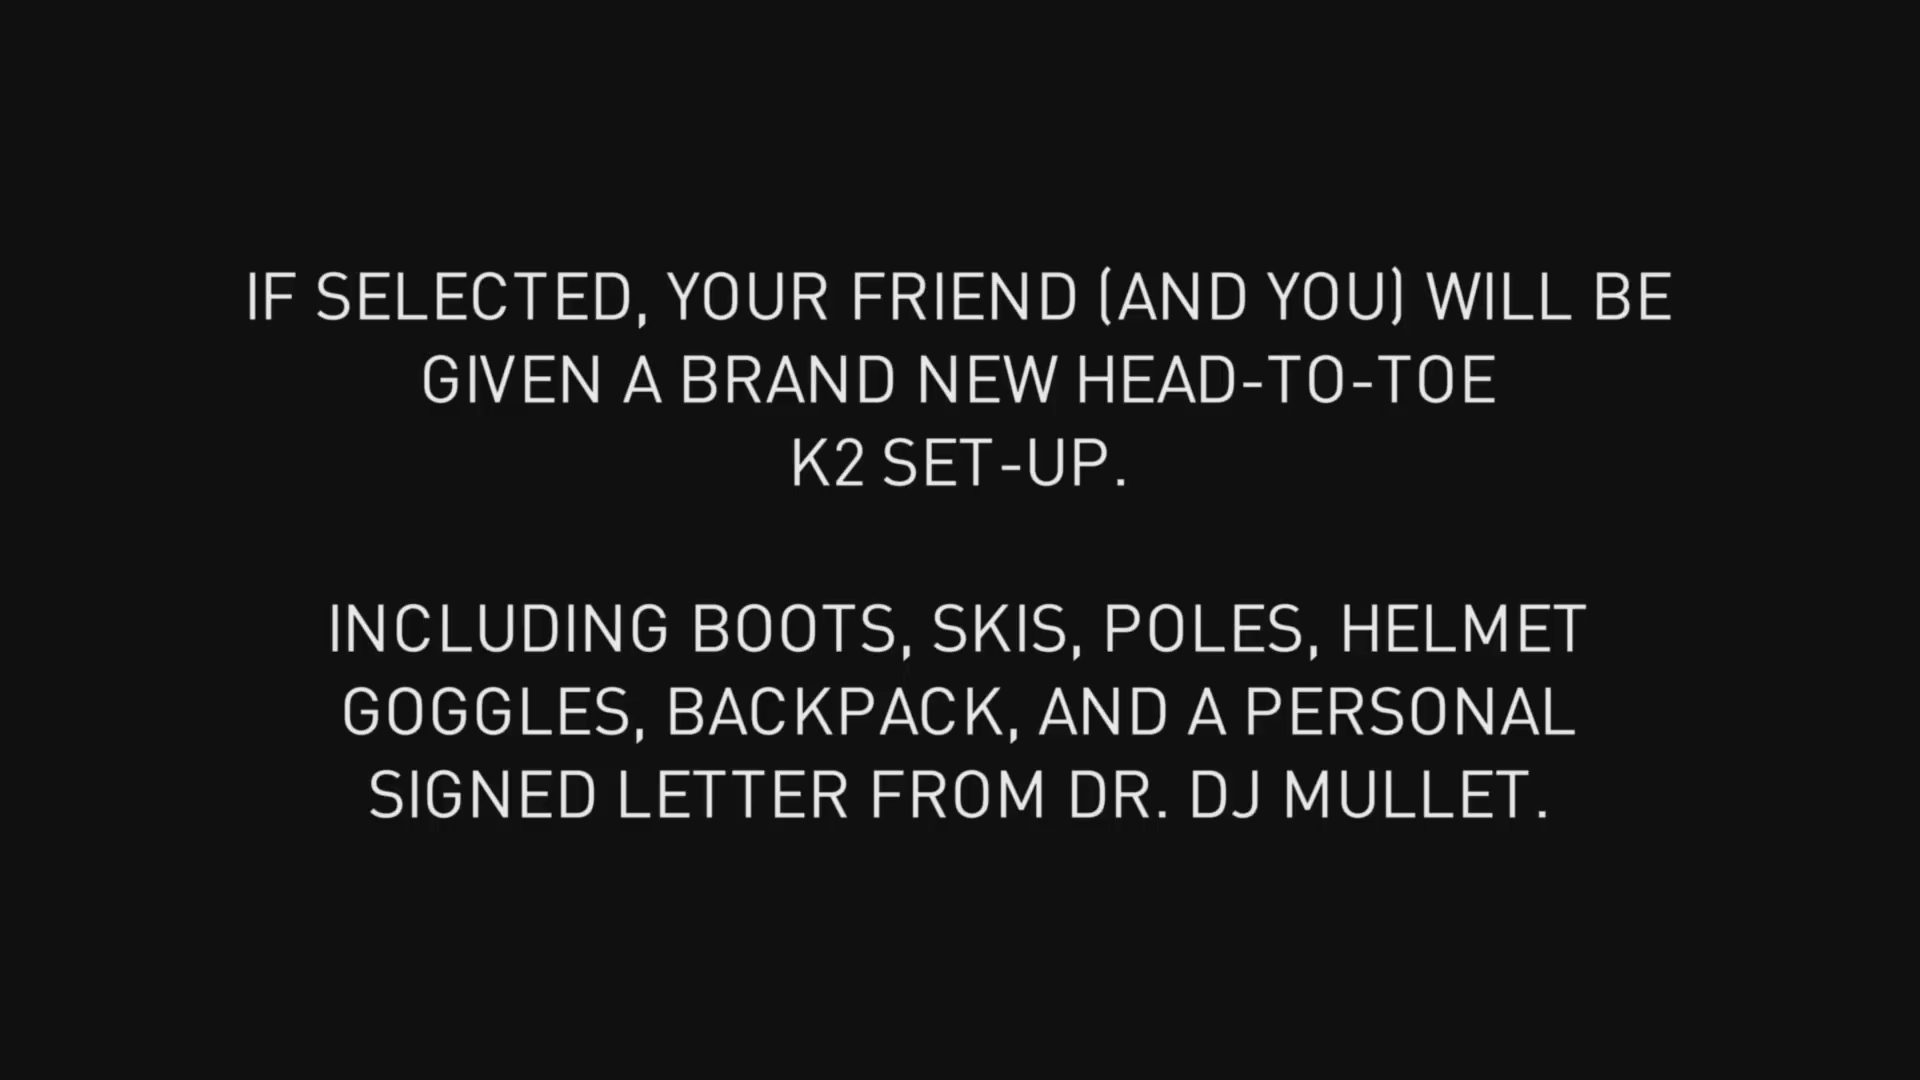 IF SELECTED, YOUR FRIEND (AND YOU) WILL BE
GIVEN A BRAND NEW HEAD-TO-TOE
K2 SET-UP.
INCLUDING BOOTS, SKIS, POLES, HELMET
GOGGLES, BACKPACK, AND A PERSONAL
SIGNED LETTER FROM DR. DJ MULLET.